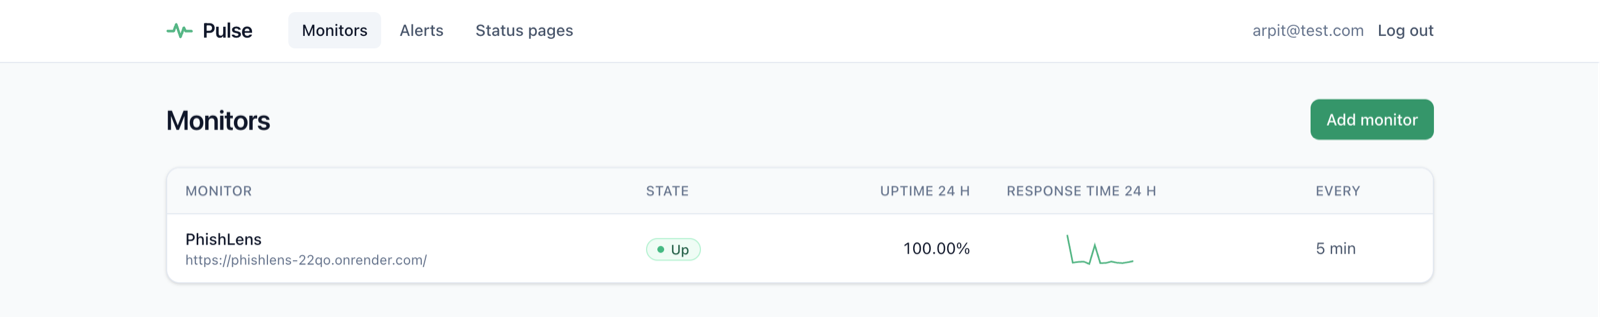 Pulse Monitors Alerts Status pages arpit@test.com Log out
Monitors Add monitor
MONITOR STATE UPTIME 24 H RESPONSE TIME 24 H EVERY
PhishLens
https://phishlens-22qo.onrender.com/
Up 100.00% 5 min